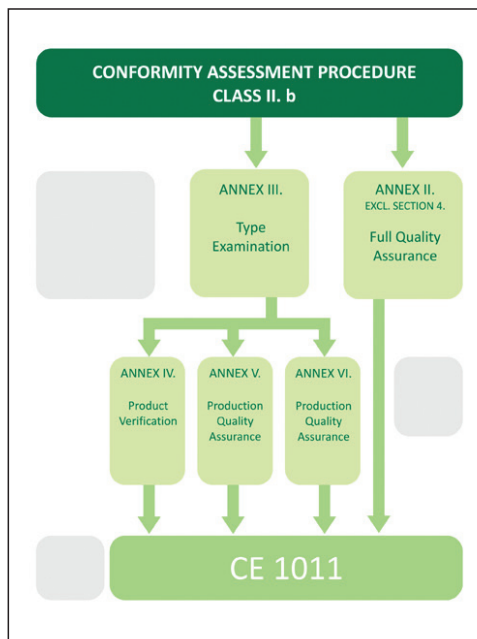 CONFORMITY ASSESSMENT PROCEDURE
CLASS II. b
ANNEX III.
Type
Examination
ANNEX II.
EXCL. SECTION 4.
Full Quality
Assurance
ANNEX IV.
Product
Verification
ANNEX V.
Production
Quality
Assurance
ANNEX VI.
Production
Quality
Assurance
CE 1011